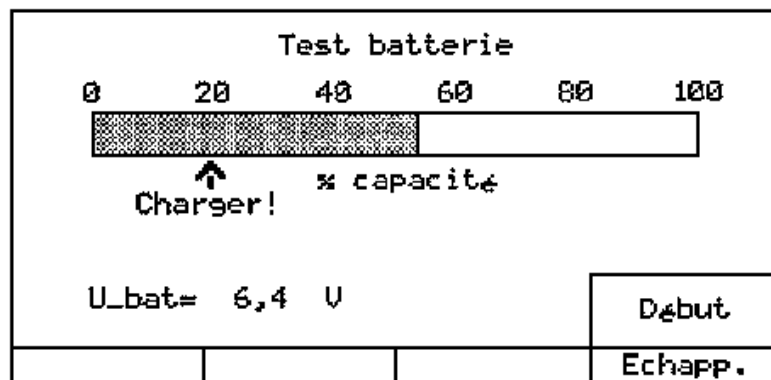 Test batterie
0 20 40 60 80 100
% capacité
Charger!
U_bat= 6,4 V
Début
Echapp.